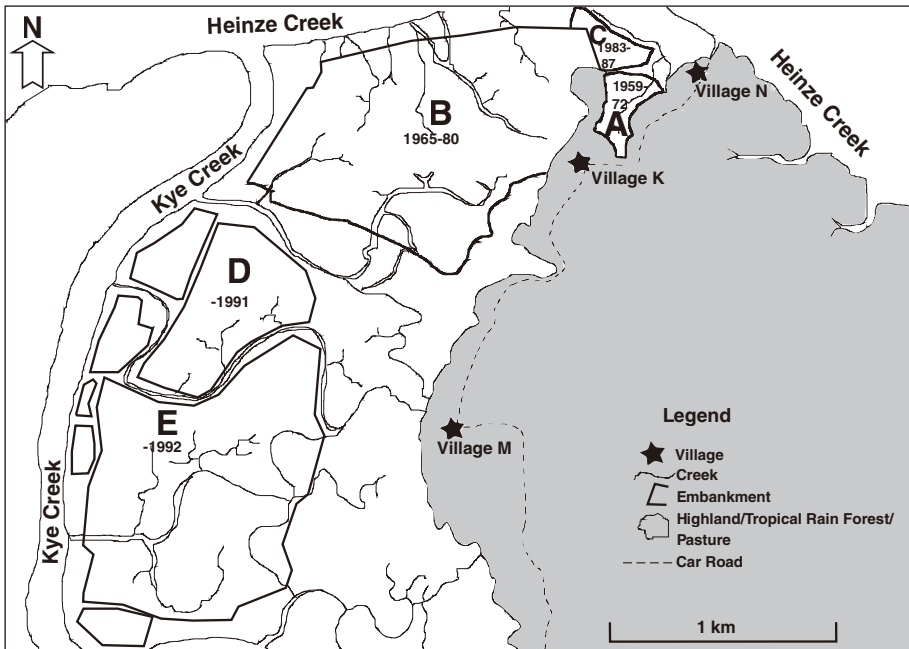 N
Heinze Creek
C
1983-
87
1959-
72
A
Village N
Heinze Creek
B
1965-80
Village K
Kye Creek
D
-1991
E
-1992
Village M
Kye Creek
Legend
Village
Creek
Embankment
Highland/Tropical Rain Forest/
Pasture
Car Road
1 km